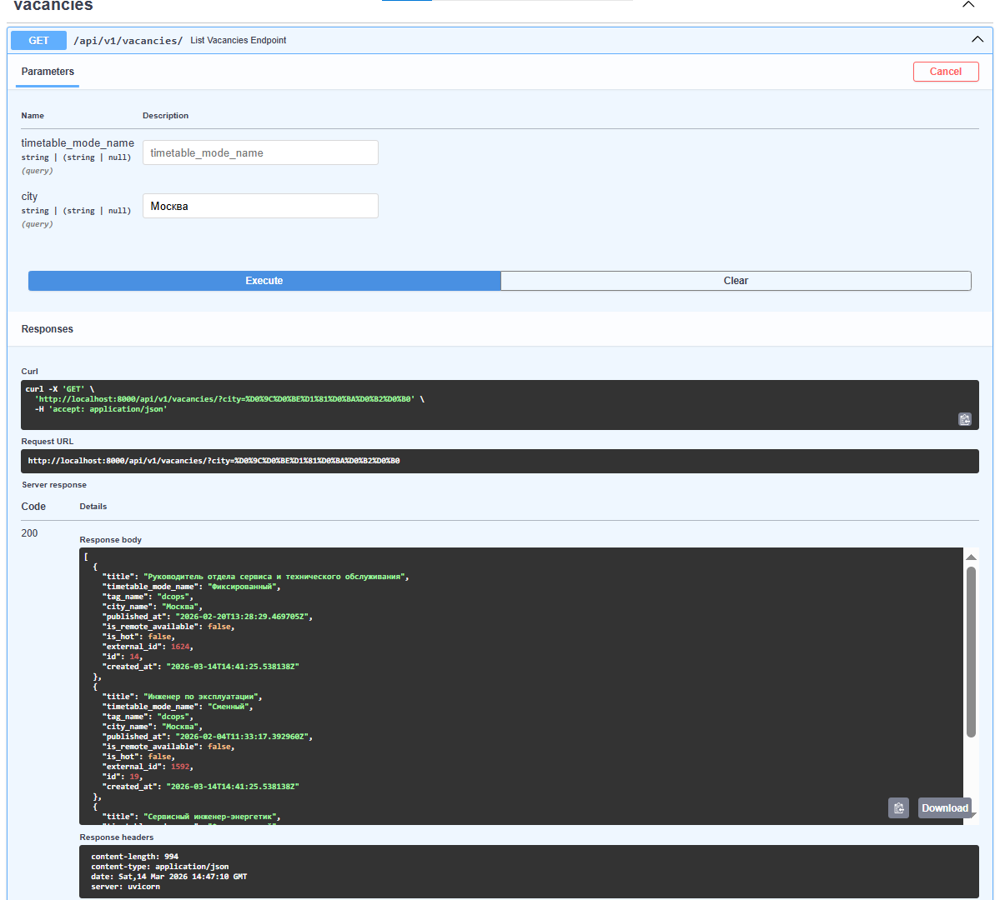 vacancies
GET /api/v1/vacancies/ List Vacancies Endpoint
Parameters
Cancel
Name Description
timetable_mode_name
string | (string | null)
(query)
timetable_mode_name
city
string | (string | null)
(query)
Москва
Execute Clear
Responses
Curl
curl -X 'GET' \
'http://localhost:8000/api/v1/vacancies/?city=%D0%9C%D0%BE%D1%81%D0%BA%D0%B2%D0%B0' \
-H 'accept: application/json'
Request URL
http://localhost:8000/api/v1/vacancies/?city=%D0%9C%D0%BE%D1%81%D0%BA%D0%B2%D0%B0
Server response
Code Details
200
Response body
[
{
"title": "Руководитель отдела сервиса и технического обслуживания",
"timetable_mode_name": "Фиксированный",
"tag_name": "dcops",
"city_name": "Москва",
"published_at": "2026-02-20T13:28:29.469705Z",
"is_remote_available": false,
"is_hot": false,
"external_id": 1624,
"id": 14,
"created_at": "2026-03-14T14:41:25.538138Z"
},
{
"title": "Инженер по эксплуатации",
"timetable_mode_name": "Сменный",
"tag_name": "dcops",
"city_name": "Москва",
"published_at": "2026-02-04T11:33:17.392960Z",
"is_remote_available": false,
"is_hot": false,
"external_id": 1592,
"id": 19,
"created_at": "2026-03-14T14:41:25.538138Z"
},
{
"title": "Сервисный инженер-энергетик",
Download
Response headers
content-length: 994
content-type: application/json
date: Sat,14 Mar 2026 14:47:10 GMT
server: uvicorn